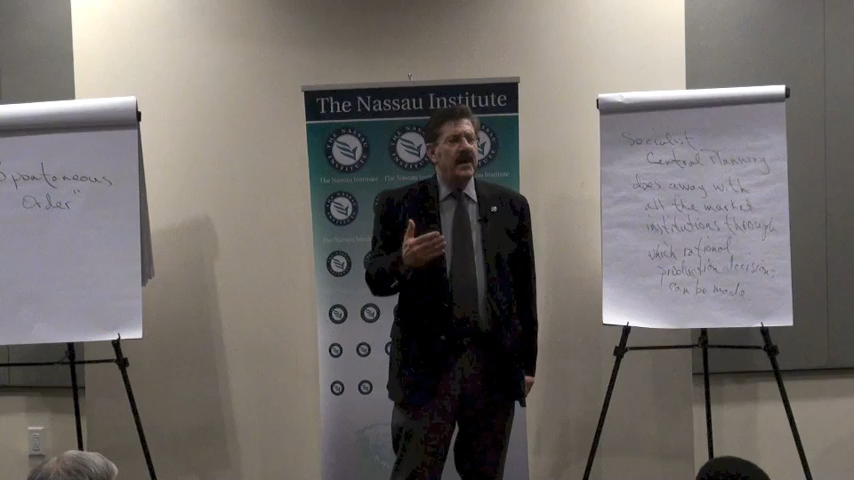 Spontaneous
Order"
The Nassau Institute
THE NASSAU
INSTITUTE
The Nassau Institute
The Nassau Institute
Socialist
Central Planning
does away with
all the market
institutions through
which rational
production decisions
can be made